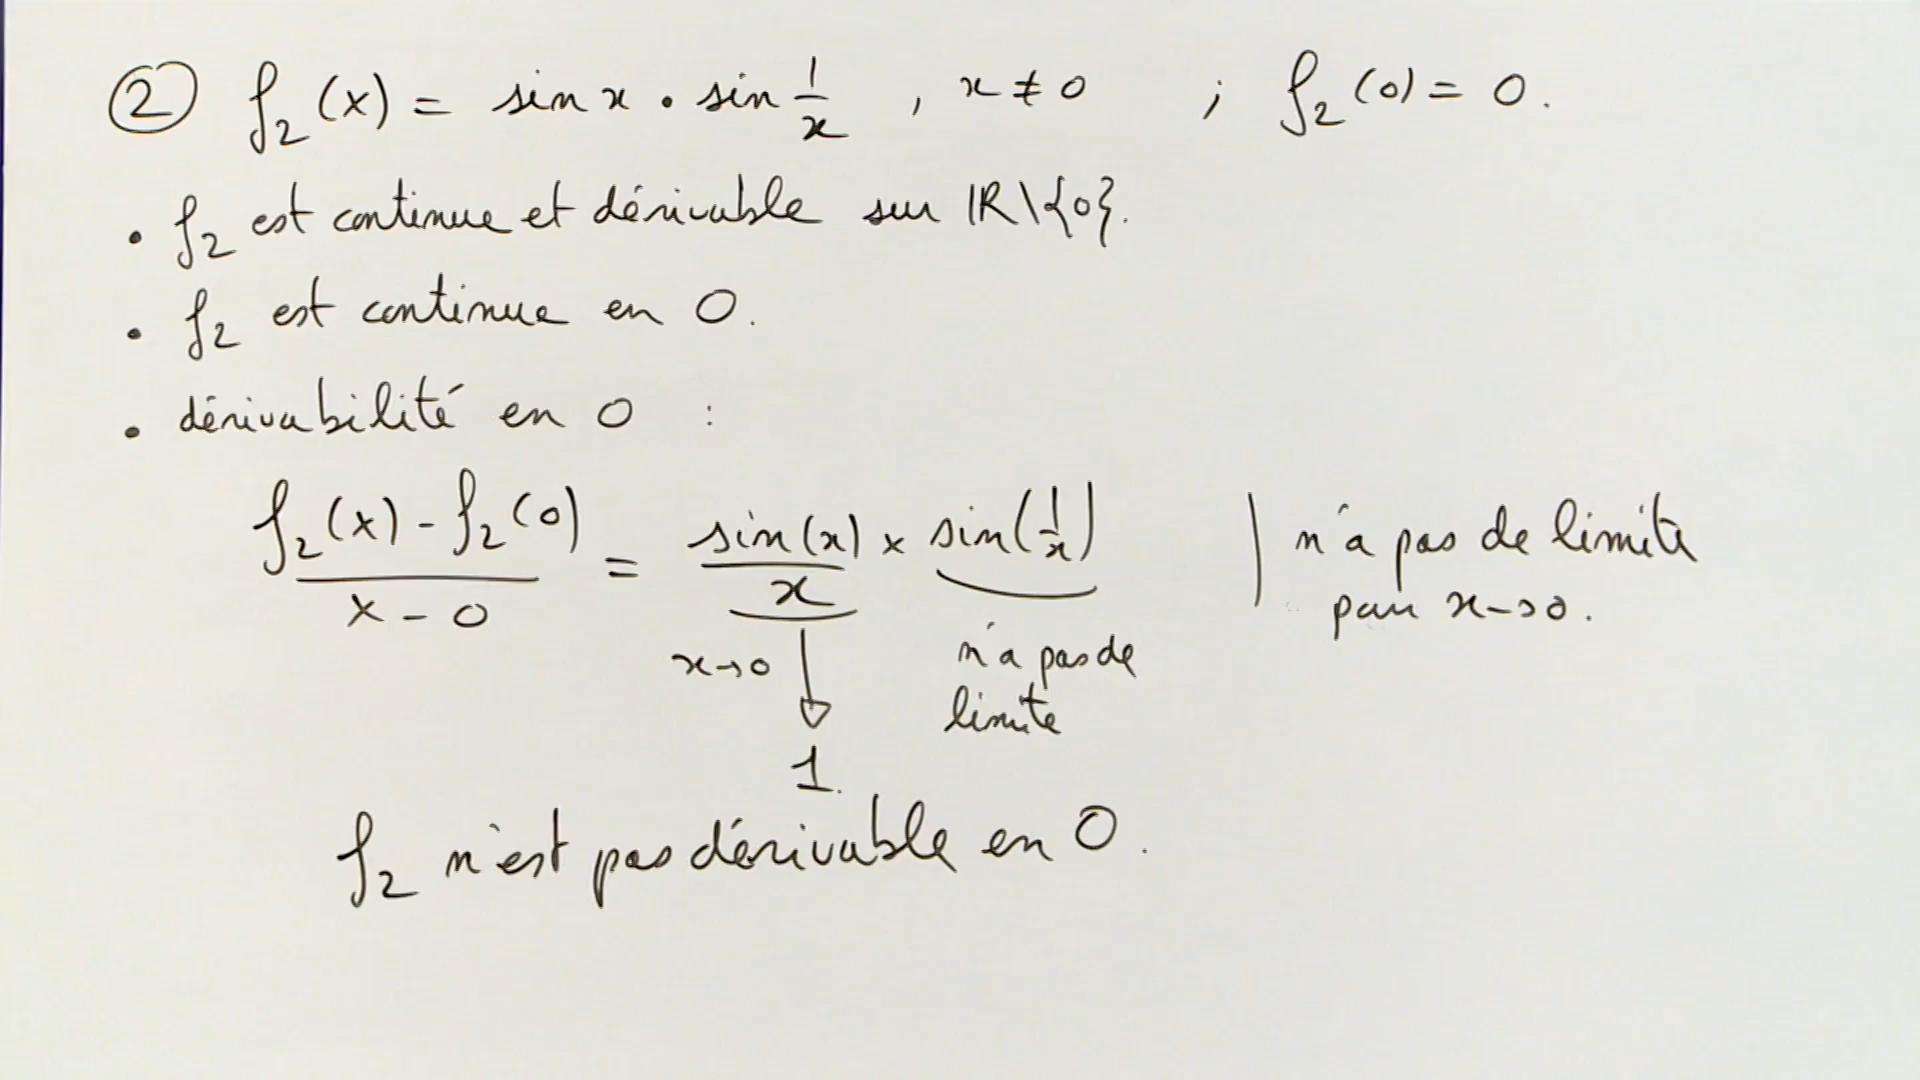 ② f₂(x) = sin x · sin 1/x , x ≠ 0 ; f₂(0) = 0.
• f₂ est continue et dérivable sur ℝ\{0}.
• f₂ est continue en 0.
• dérivabilité en 0 :
(f₂(x) - f₂(0))/(x - 0) = sin(x)/x × sin(1/x) | n'a pas de limite
pour x→0.
x→0 ↓ n'a pas de
limite
1.
f₂ n'est pas dérivable en 0.